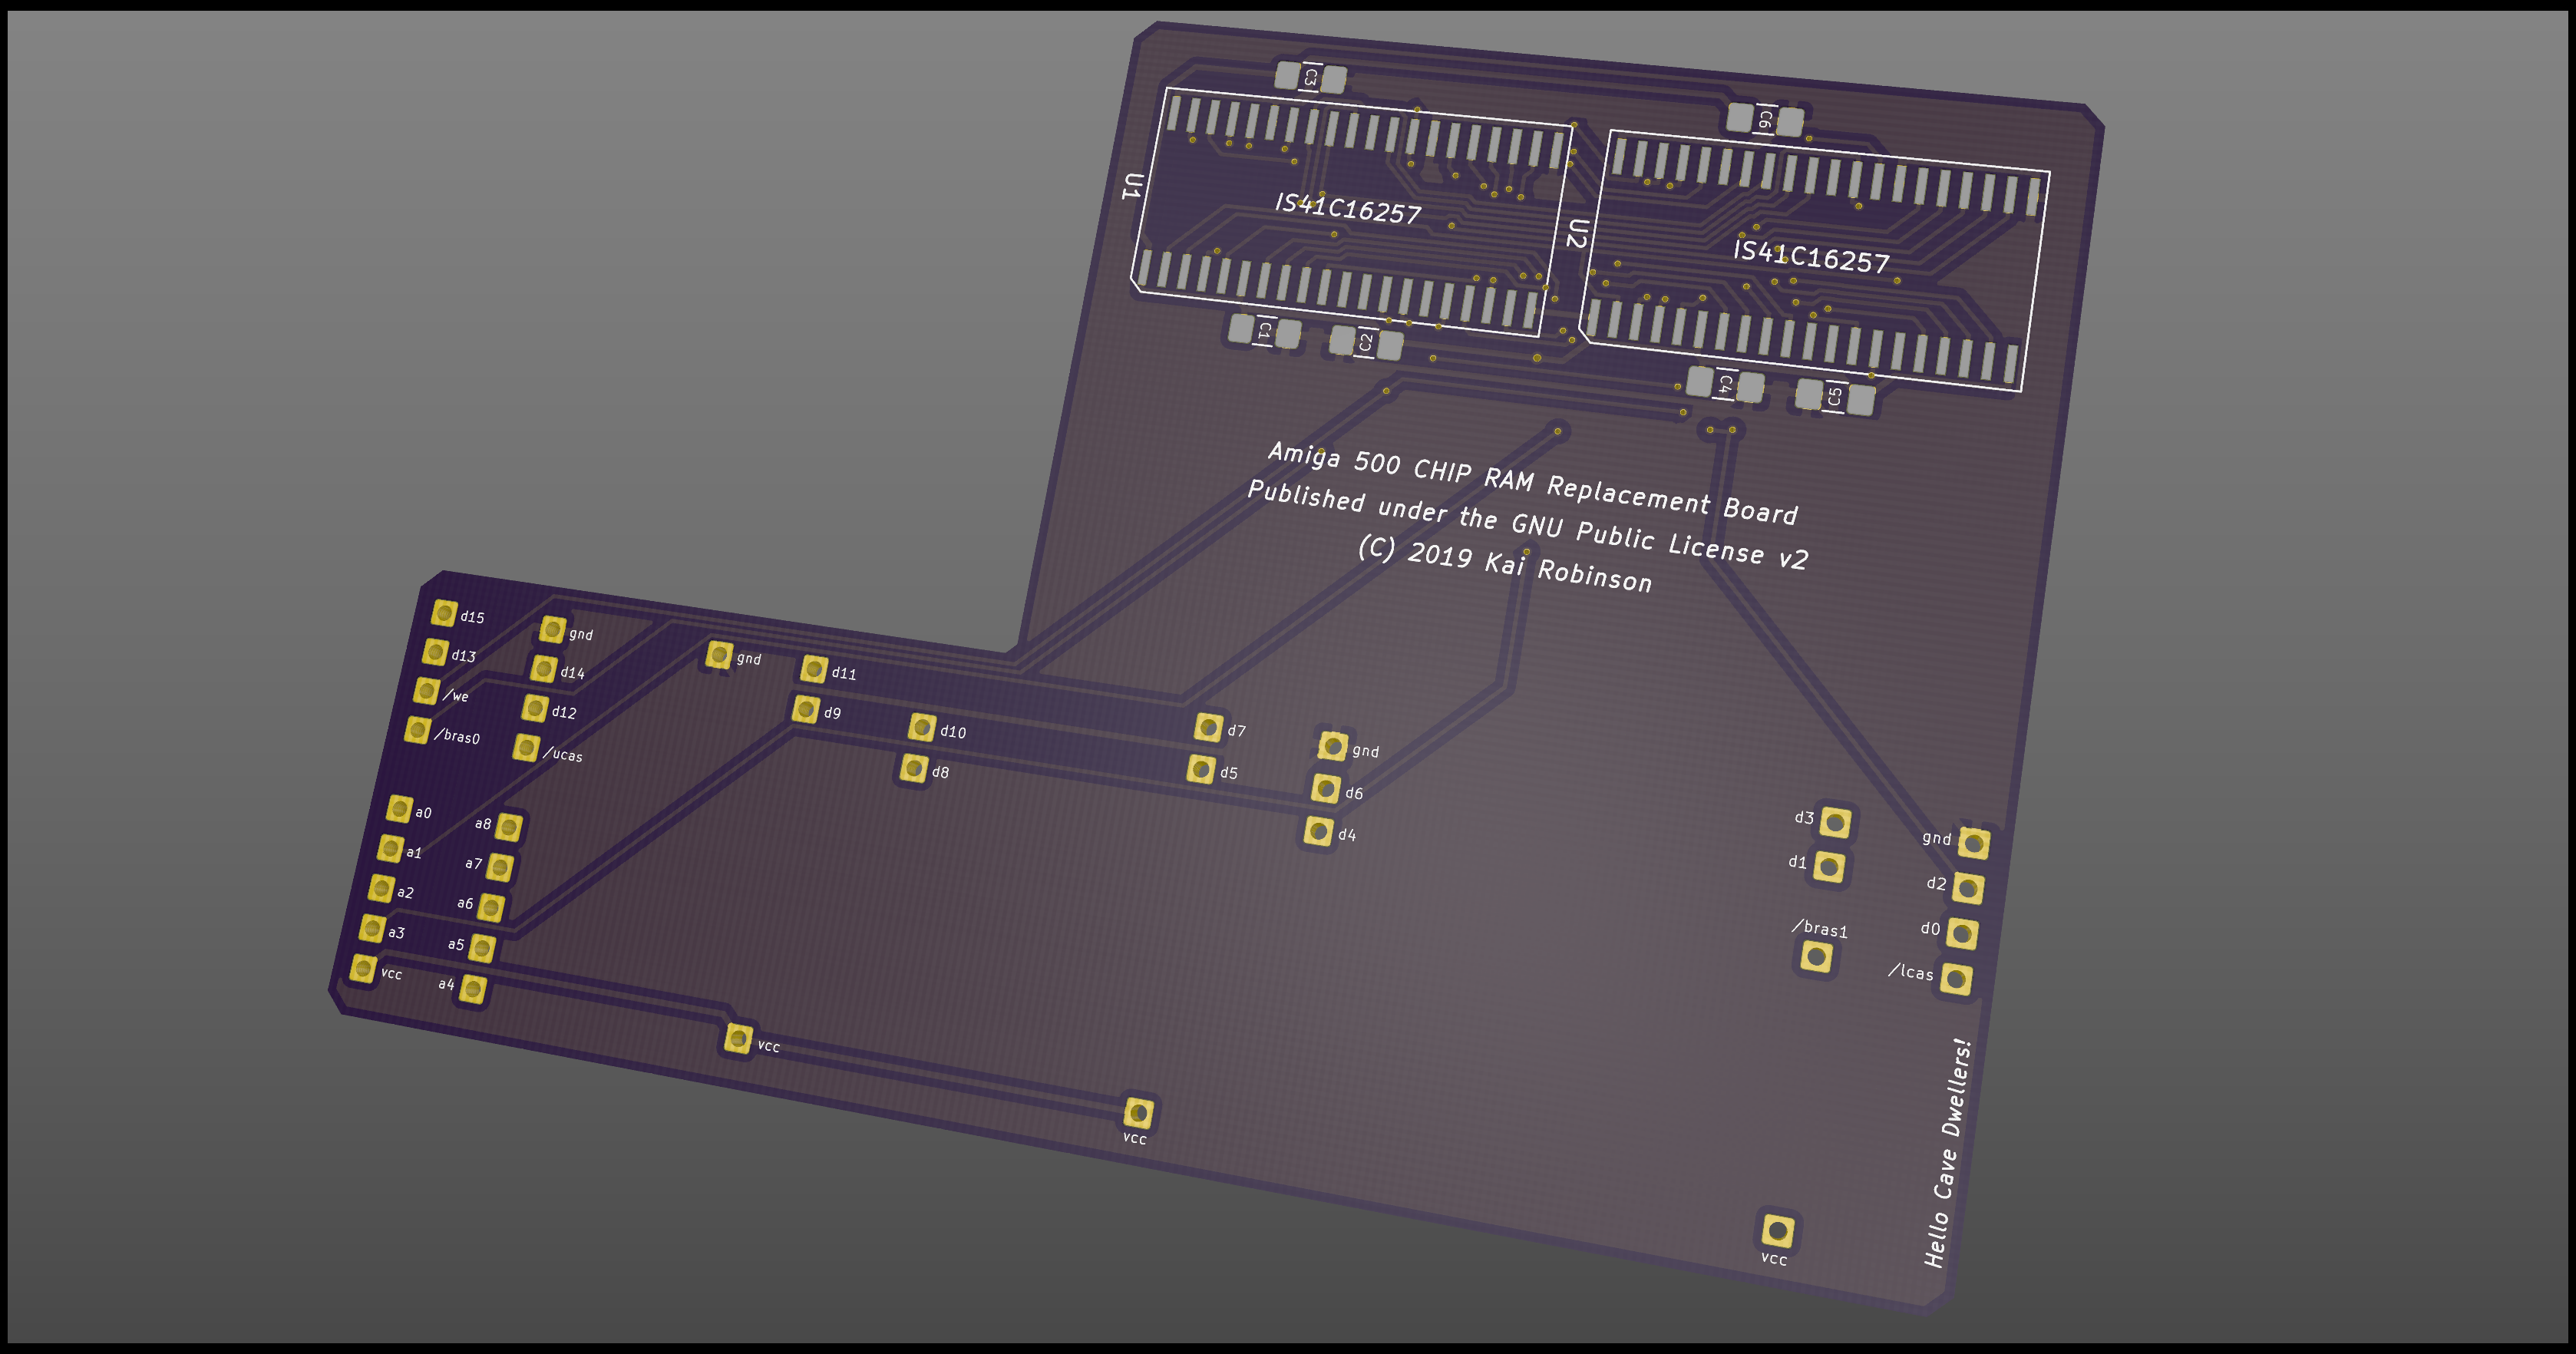 C3
C6
U1
IS41C16257
U2
IS41C16257
C1
C2
C4
C5
Amiga 500 CHIP RAM Replacement Board
Published under the GNU Public License v2
(C) 2019 Kai Robinson
d15
gnd
d13
d14
gnd
d11
/we
d12
d9
d10
d7
gnd
/bras0
/ucas
d8
d5
d6
d4
a0
a8
a1
a7
a2
a6
a3
a5
vcc
a4
d3
gnd
d1
d2
/bras1
d0
/lcas
vcc
vcc
vcc
Hello Cave Dwellers!